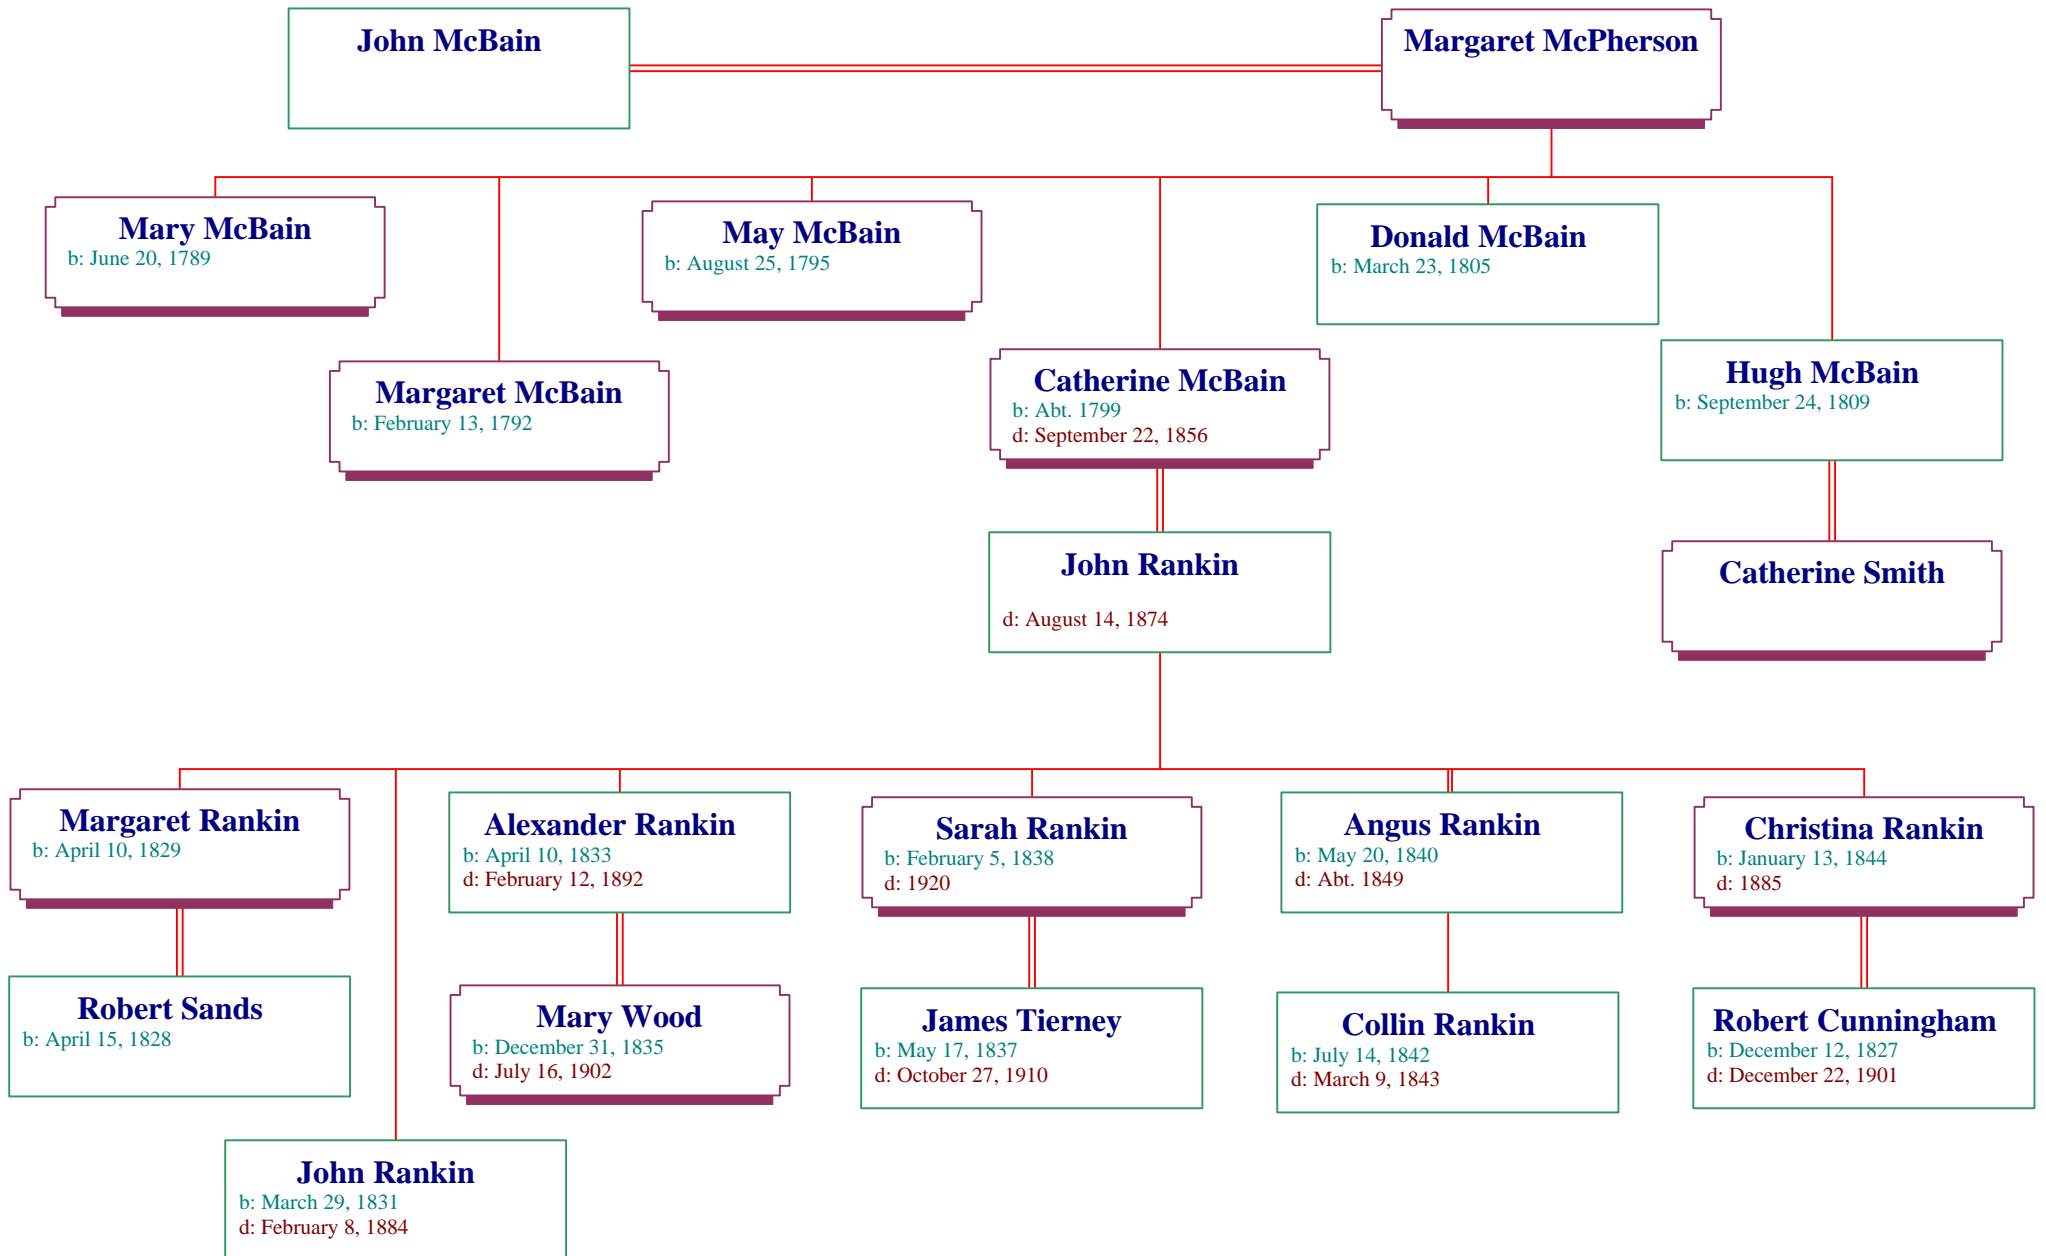 John McBain
Margaret McPherson
Mary McBain
b: June 20, 1789
May McBain
b: August 25, 1795
Donald McBain
b: March 23, 1805
Margaret McBain
b: February 13, 1792
Catherine McBain
b: Abt. 1799
d: September 22, 1856
Hugh McBain
b: September 24, 1809
John Rankin
d: August 14, 1874
Catherine Smith
Margaret Rankin
b: April 10, 1829
Alexander Rankin
b: April 10, 1833
d: February 12, 1892
Sarah Rankin
b: February 5, 1838
d: 1920
Angus Rankin
b: May 20, 1840
d: Abt. 1849
Christina Rankin
b: January 13, 1844
d: 1885
Robert Sands
b: April 15, 1828
Mary Wood
b: December 31, 1835
d: July 16, 1902
James Tierney
b: May 17, 1837
d: October 27, 1910
Collin Rankin
b: July 14, 1842
d: March 9, 1843
Robert Cunningham
b: December 12, 1827
d: December 22, 1901
John Rankin
b: March 29, 1831
d: February 8, 1884